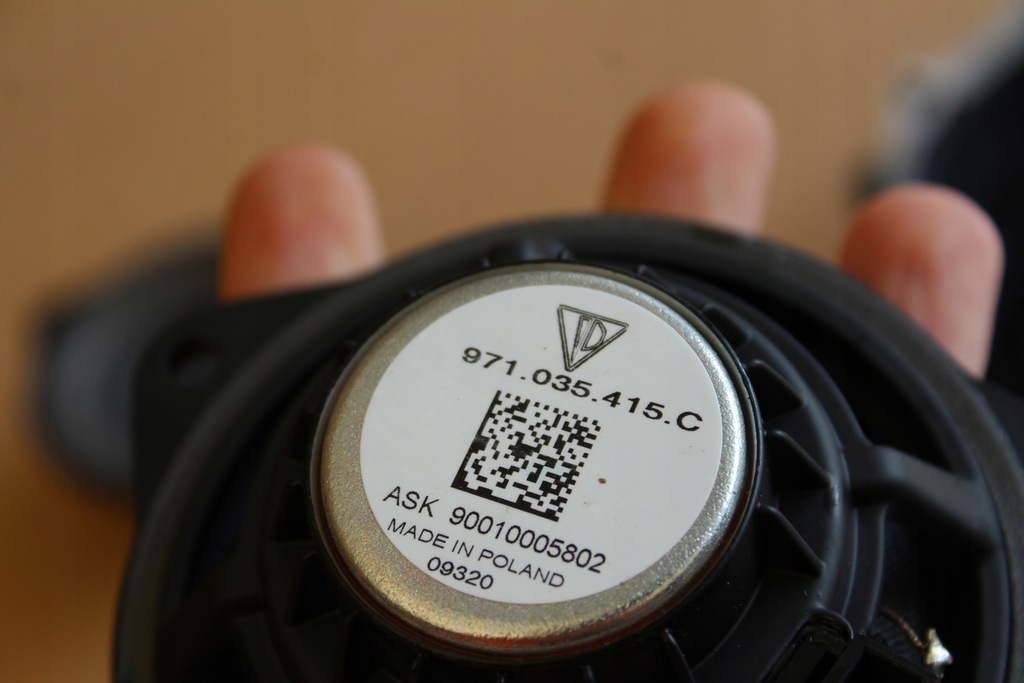 971.035.415.C
ASK 90010005802
MADE IN POLAND
09320